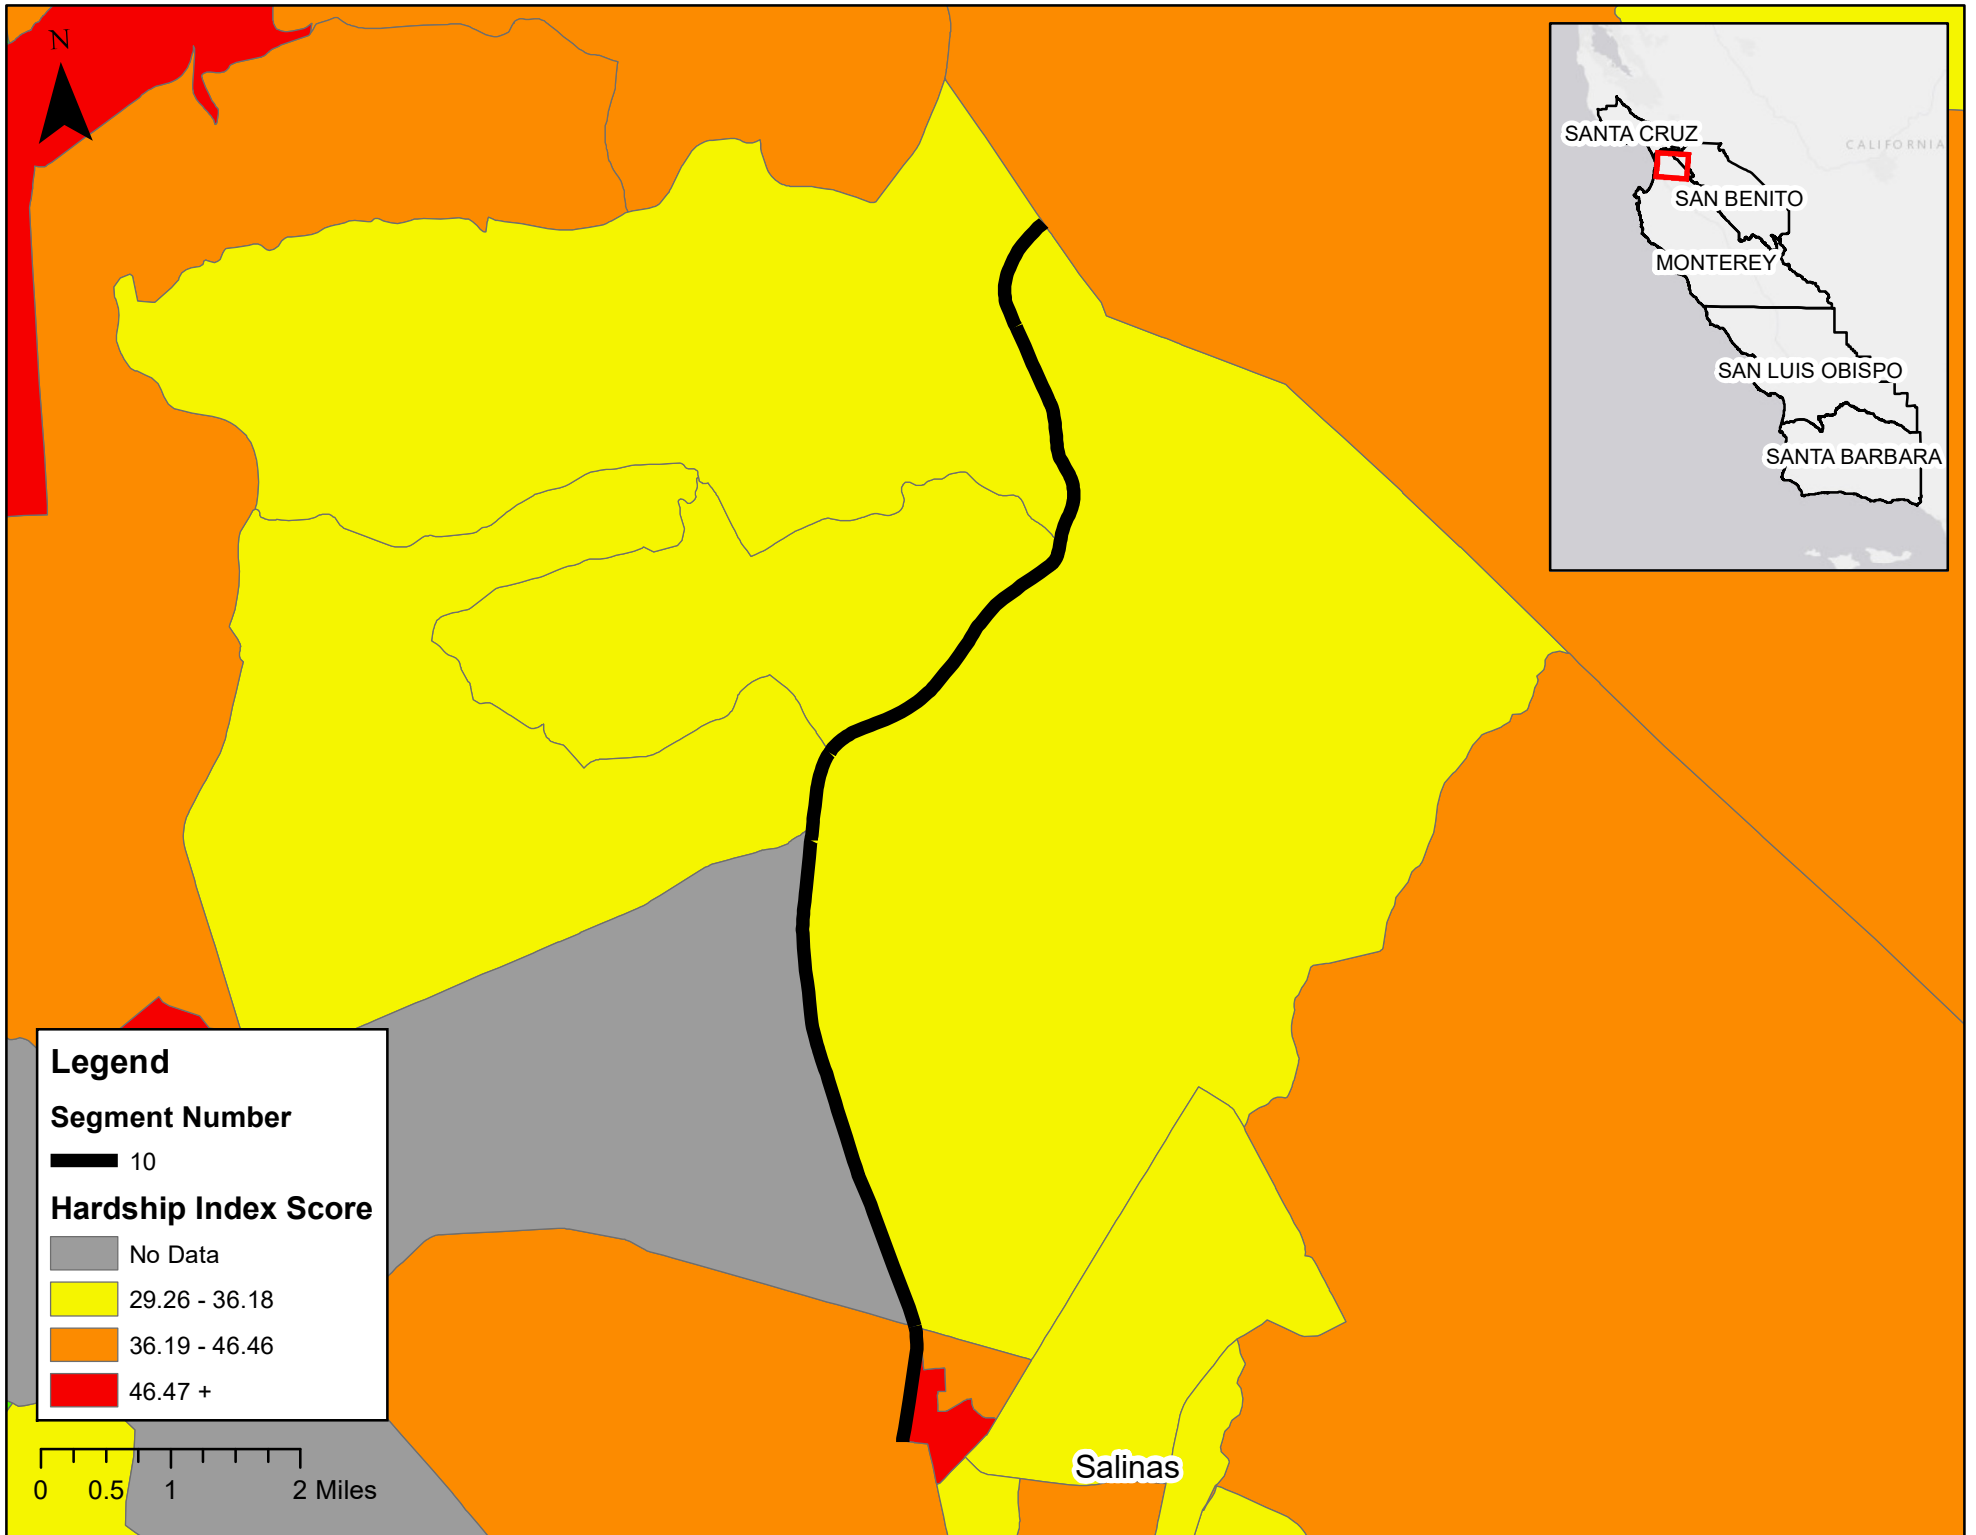 N
SANTA CRUZ
CALIFORNIA
SAN BENITO
MONTEREY
SAN LUIS OBISPO
SANTA BARBARA
Legend
Segment Number
10
Hardship Index Score
No Data
29.26 - 36.18
36.19 - 46.46
46.47 +
Salinas
0 0.5 1 2 Miles